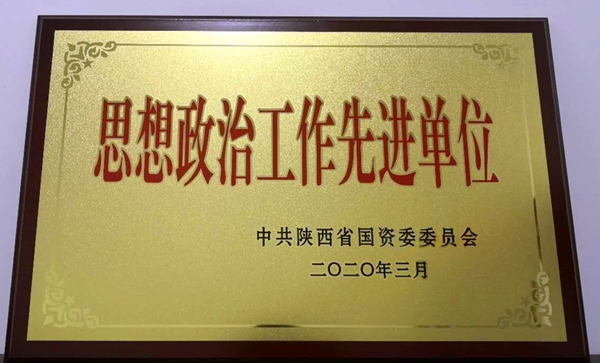 思想政治工作先进单位
中共陕西省国资委委员会
二〇二〇年三月